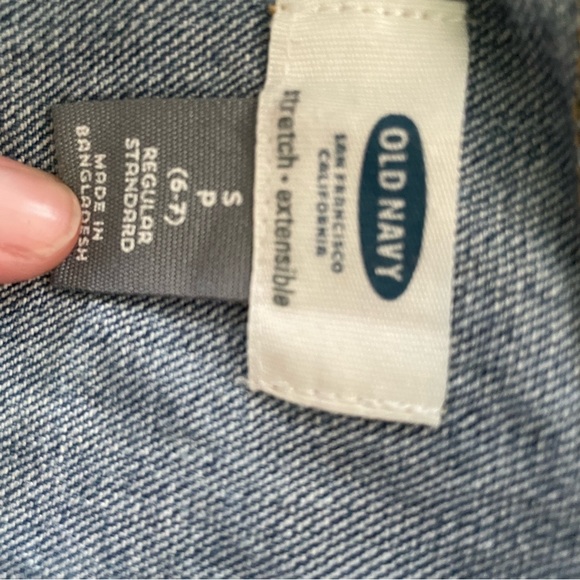 OLD NAVY
SAN FRANCISCO
CALIFORNIA
stretch • extensible
S
P
(6-7)
REGULAR
STANDARD
MADE IN
BANGLADESH